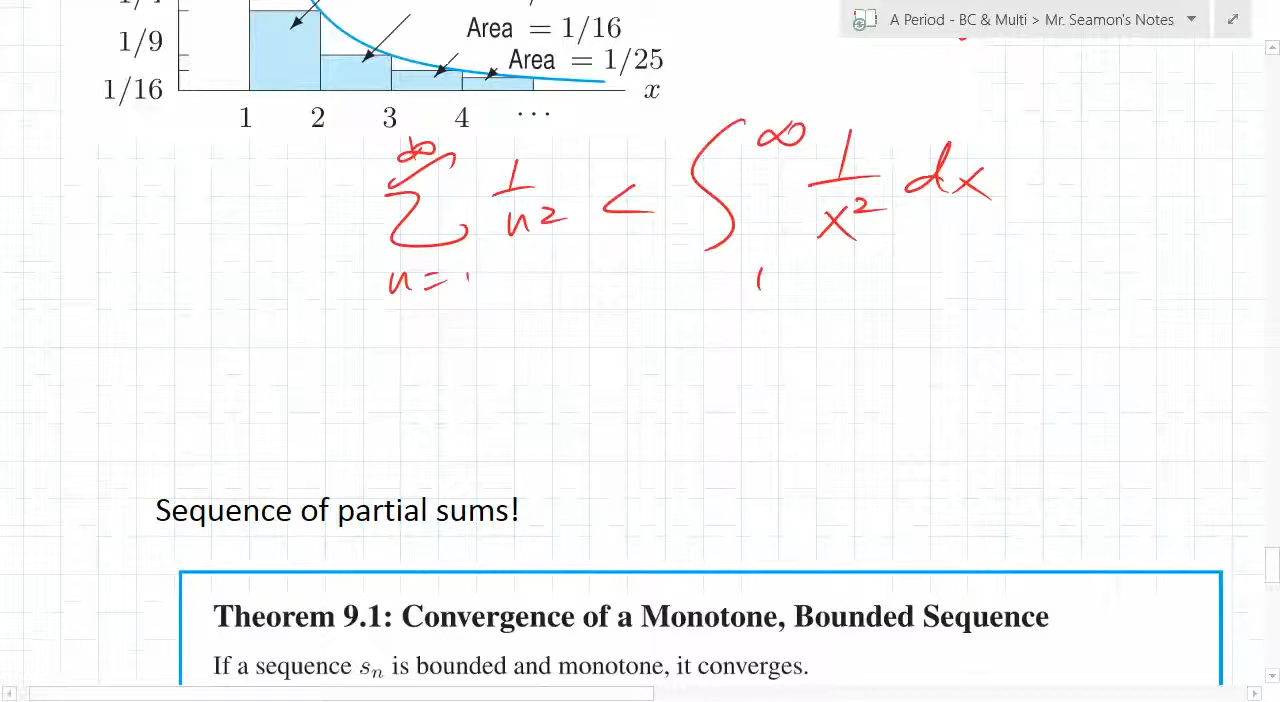 A Period - BC & Multi > Mr. Seamon's Notes
Area = 1/16
1/9
Area = 1/25
1/16
x
1 2 3 4 ...
∞ ∑ n=1 1/n² < ∫ ∞ 1 1/x² dx
Sequence of partial sums!
Theorem 9.1: Convergence of a Monotone, Bounded Sequence
If a sequence sₙ is bounded and monotone, it converges.